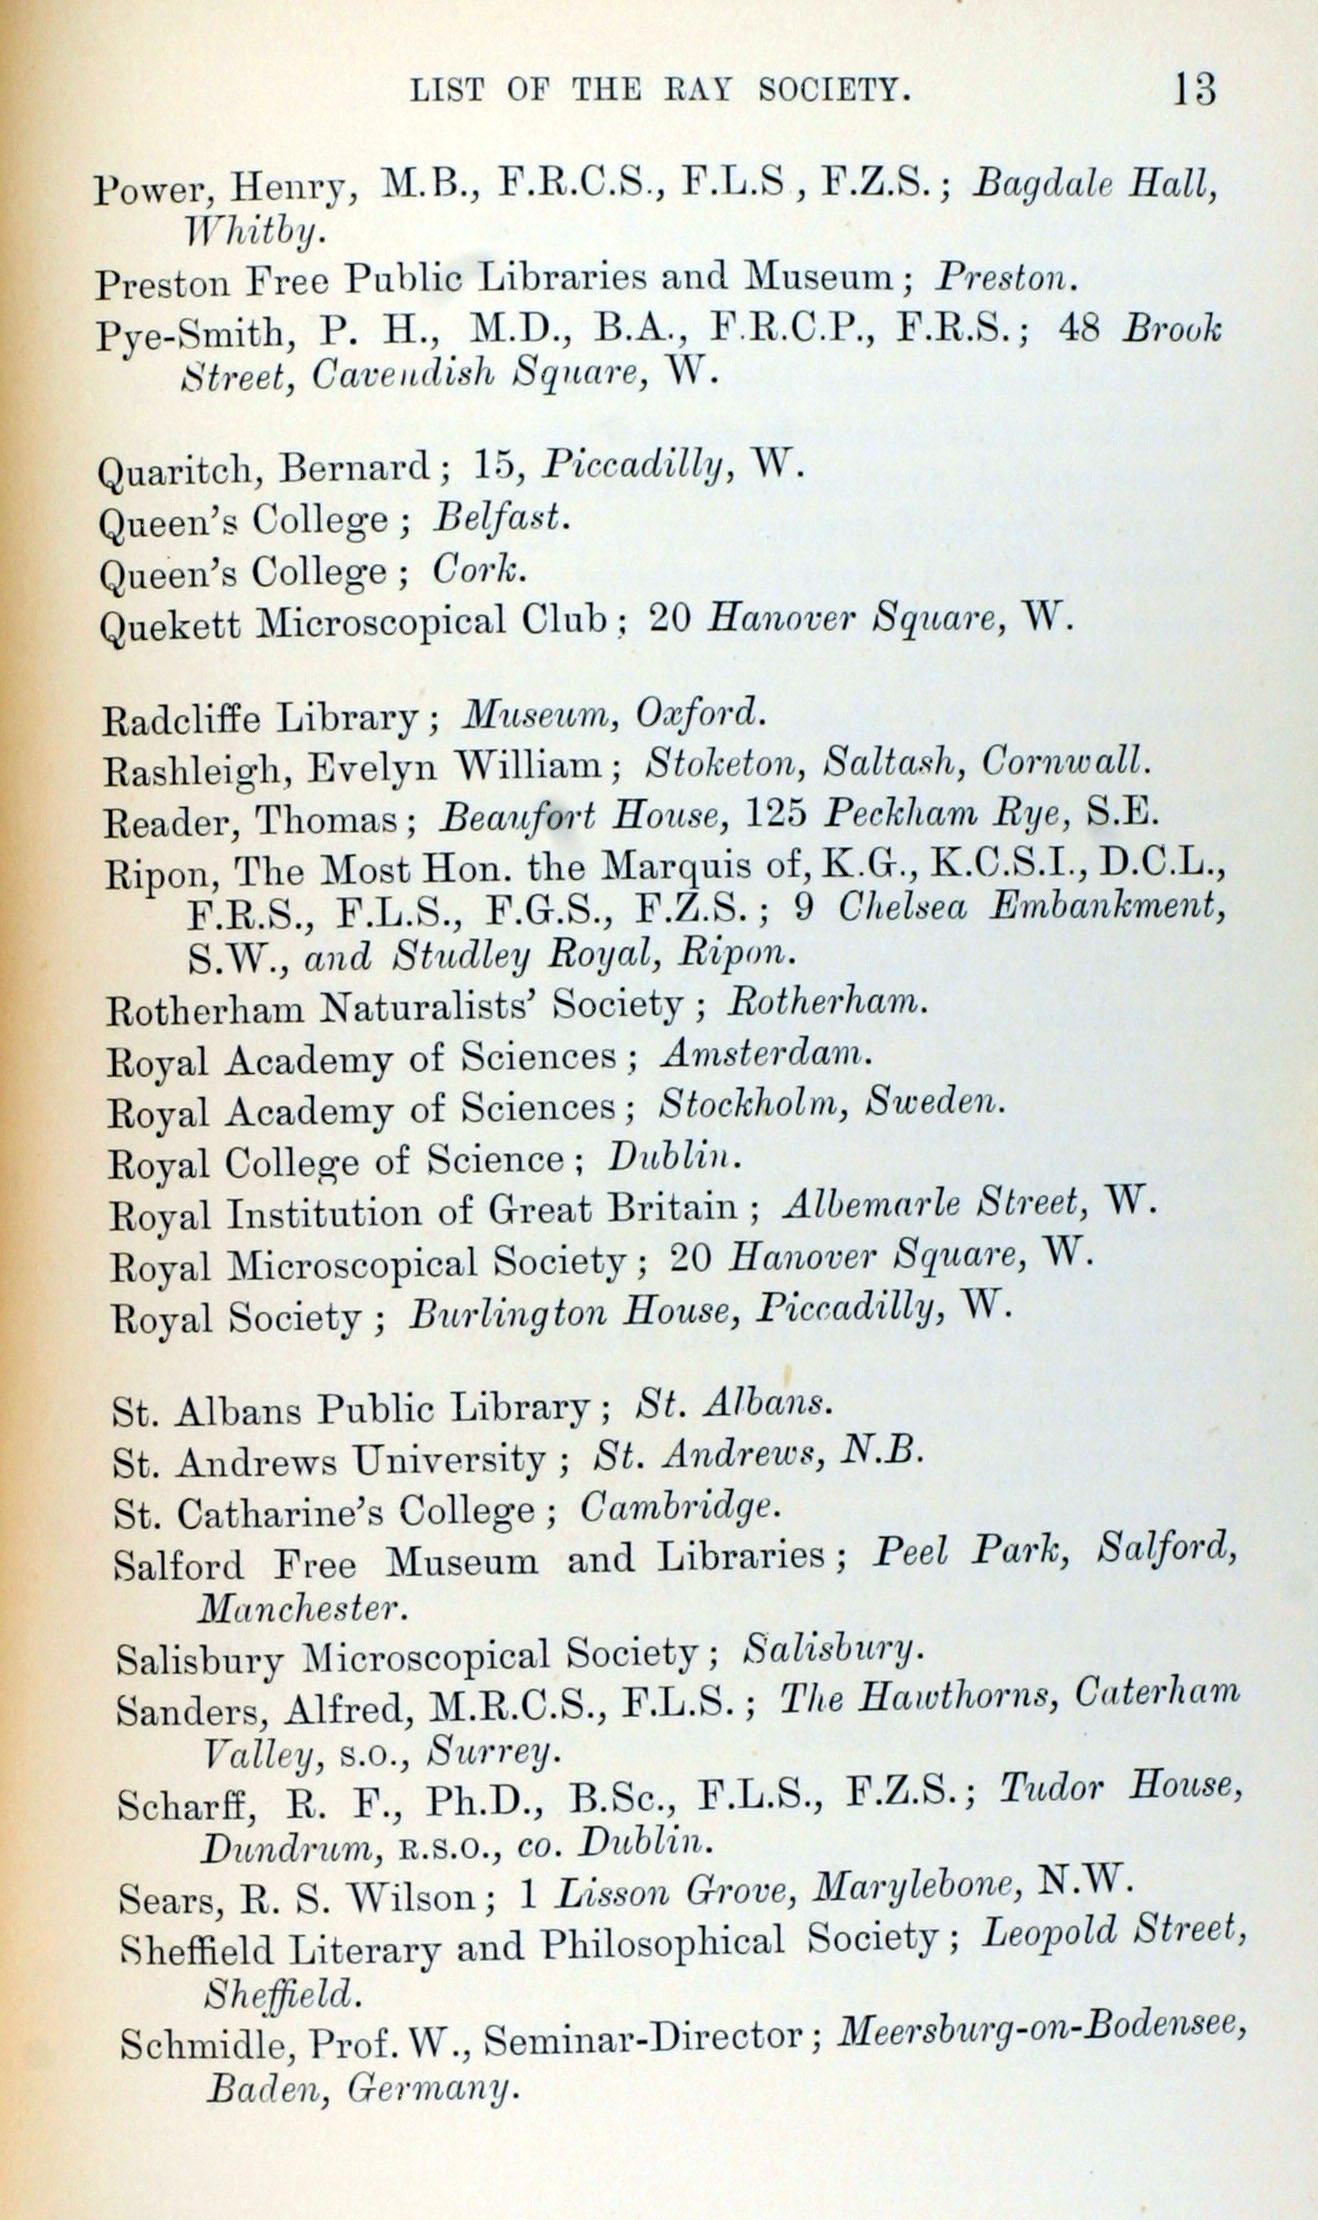 LIST OF THE RAY SOCIETY. 13
Power, Henry, M.B., F.R.C.S., F.L.S , F.Z.S.; Bagdale Hall,
Whitby.
Preston Free Public Libraries and Museum; Preston.
Pye-Smith, P. H., M.D., B.A., F.R.C.P., F.R.S.; 48 Brook
Street, Cavendish Square, W.
Quaritch, Bernard; 15, Piccadilly, W.
Queen's College; Belfast.
Queen's College; Cork.
Quekett Microscopical Club; 20 Hanover Square, W.
Radcliffe Library; Museum, Oxford.
Rashleigh, Evelyn William; Stoketon, Saltash, Cornwall.
Reader, Thomas; Beaufort House, 125 Peckham Rye, S.E.
Ripon, The Most Hon. the Marquis of, K.G., K.C.S.I., D.C.L.,
F.R.S., F.L.S., F.G.S., F.Z.S.; 9 Chelsea Embankment,
S.W., and Studley Royal, Ripon.
Rotherham Naturalists' Society; Rotherham.
Royal Academy of Sciences; Amsterdam.
Royal Academy of Sciences; Stockholm, Sweden.
Royal College of Science; Dublin.
Royal Institution of Great Britain; Albemarle Street, W.
Royal Microscopical Society; 20 Hanover Square, W.
Royal Society; Burlington House, Piccadilly, W.
St. Albans Public Library; St. Albans.
St. Andrews University; St. Andrews, N.B.
St. Catharine's College; Cambridge.
Salford Free Museum and Libraries; Peel Park, Salford,
Manchester.
Salisbury Microscopical Society; Salisbury.
Sanders, Alfred, M.R.C.S., F.L.S.; The Hawthorns, Caterham
Valley, S.O., Surrey.
Scharff, R. F., Ph.D., B.Sc., F.L.S., F.Z.S.; Tudor House,
Dundrum, R.S.O., co. Dublin.
Sears, R. S. Wilson; 1 Lisson Grove, Marylebone, N.W.
Sheffield Literary and Philosophical Society; Leopold Street,
Sheffield.
Schmidle, Prof. W., Seminar-Director; Meersburg-on-Bodensee,
Baden, Germany.